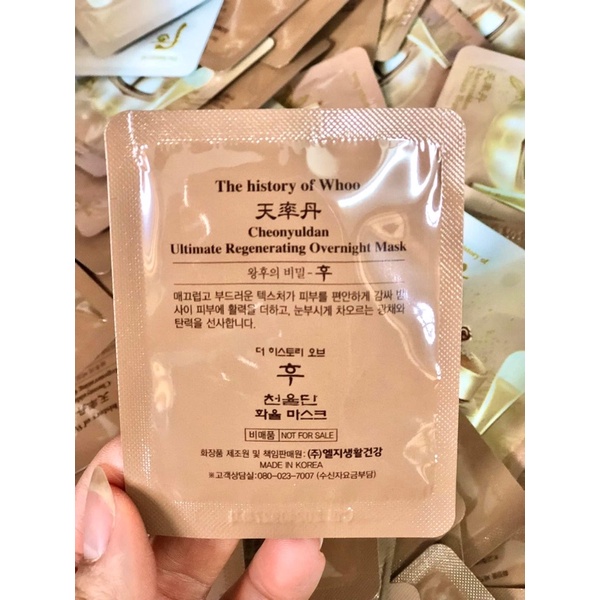 The history of Whoo
天率丹
Cheonyuldan
Ultimate Regenerating Overnight Mask
왕후의 비밀 - 후
매끄럽고 부드러운 텍스처가 피부를 편안하게 감싸 밤
사이 피부에 활력을 더하고, 눈부시게 차오르는 광채와
탄력을 선사합니다.
더 히스토리 오브
후
천율단
화율 마스크
비매품 NOT FOR SALE
화장품 제조원 및 책임판매원 : (주)엘지생활건강
MADE IN KOREA
※고객상담실:080-023-7007 (수신자요금부담)
天率丹
天率丹